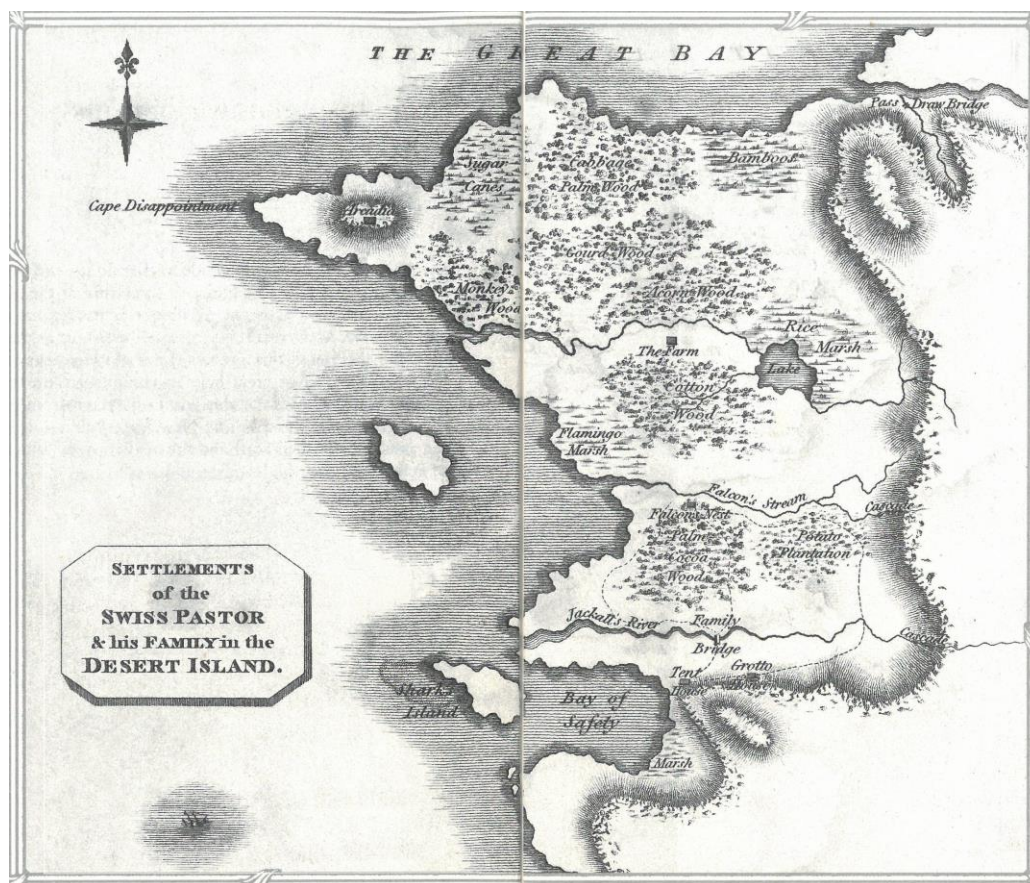 THE GREAT BAY
Pass
Draw Bridge
Sugar
Canes
Cabbage
Palm Wood
Bamboos
Cape Disappointment
Arcadia
Gourd Wood
Monkey
Wood
Acorn Wood
Rice
Marsh
The Farm
Lake
Cotton
Wood
Flamingo
Marsh
Falcon's Stream
Cascade
Falcon's Nest
Palm
Cocoa
Wood
Potato
Plantation
SETTLEMENTS
of the
SWISS PASTOR
& his FAMILY in the
DESERT ISLAND.
Jackall's River
Family
Bridge
Cascade
Tent
House
Grotto
House
Shark's
Island
Bay of
Safety
Marsh